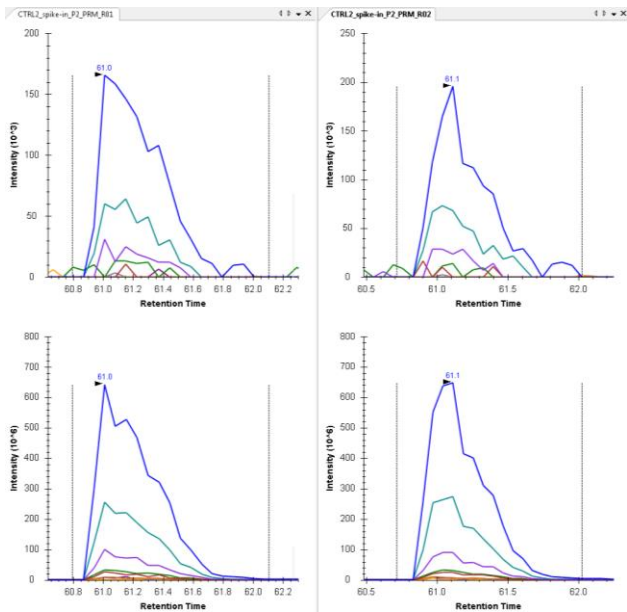 CTRL2_spike-in_P2_PRM_R01
CTRL2_spike-in_P2_PRM_R02
200
150
100
50
0
Intensity (10^3)
61.0
60.8 61.0 61.2 61.4 61.6 61.8 62.0 62.2
Retention Time
250
200
150
100
50
0
Intensity (10^3)
61.1
60.5 61.0 61.5 62.0
Retention Time
800
700
600
500
400
300
200
100
0
Intensity (10^6)
61.0
60.8 61.0 61.2 61.4 61.6 61.8 62.0 62.2
Retention Time
800
700
600
500
400
300
200
100
0
Intensity (10^6)
61.1
60.5 61.0 61.5 62.0
Retention Time